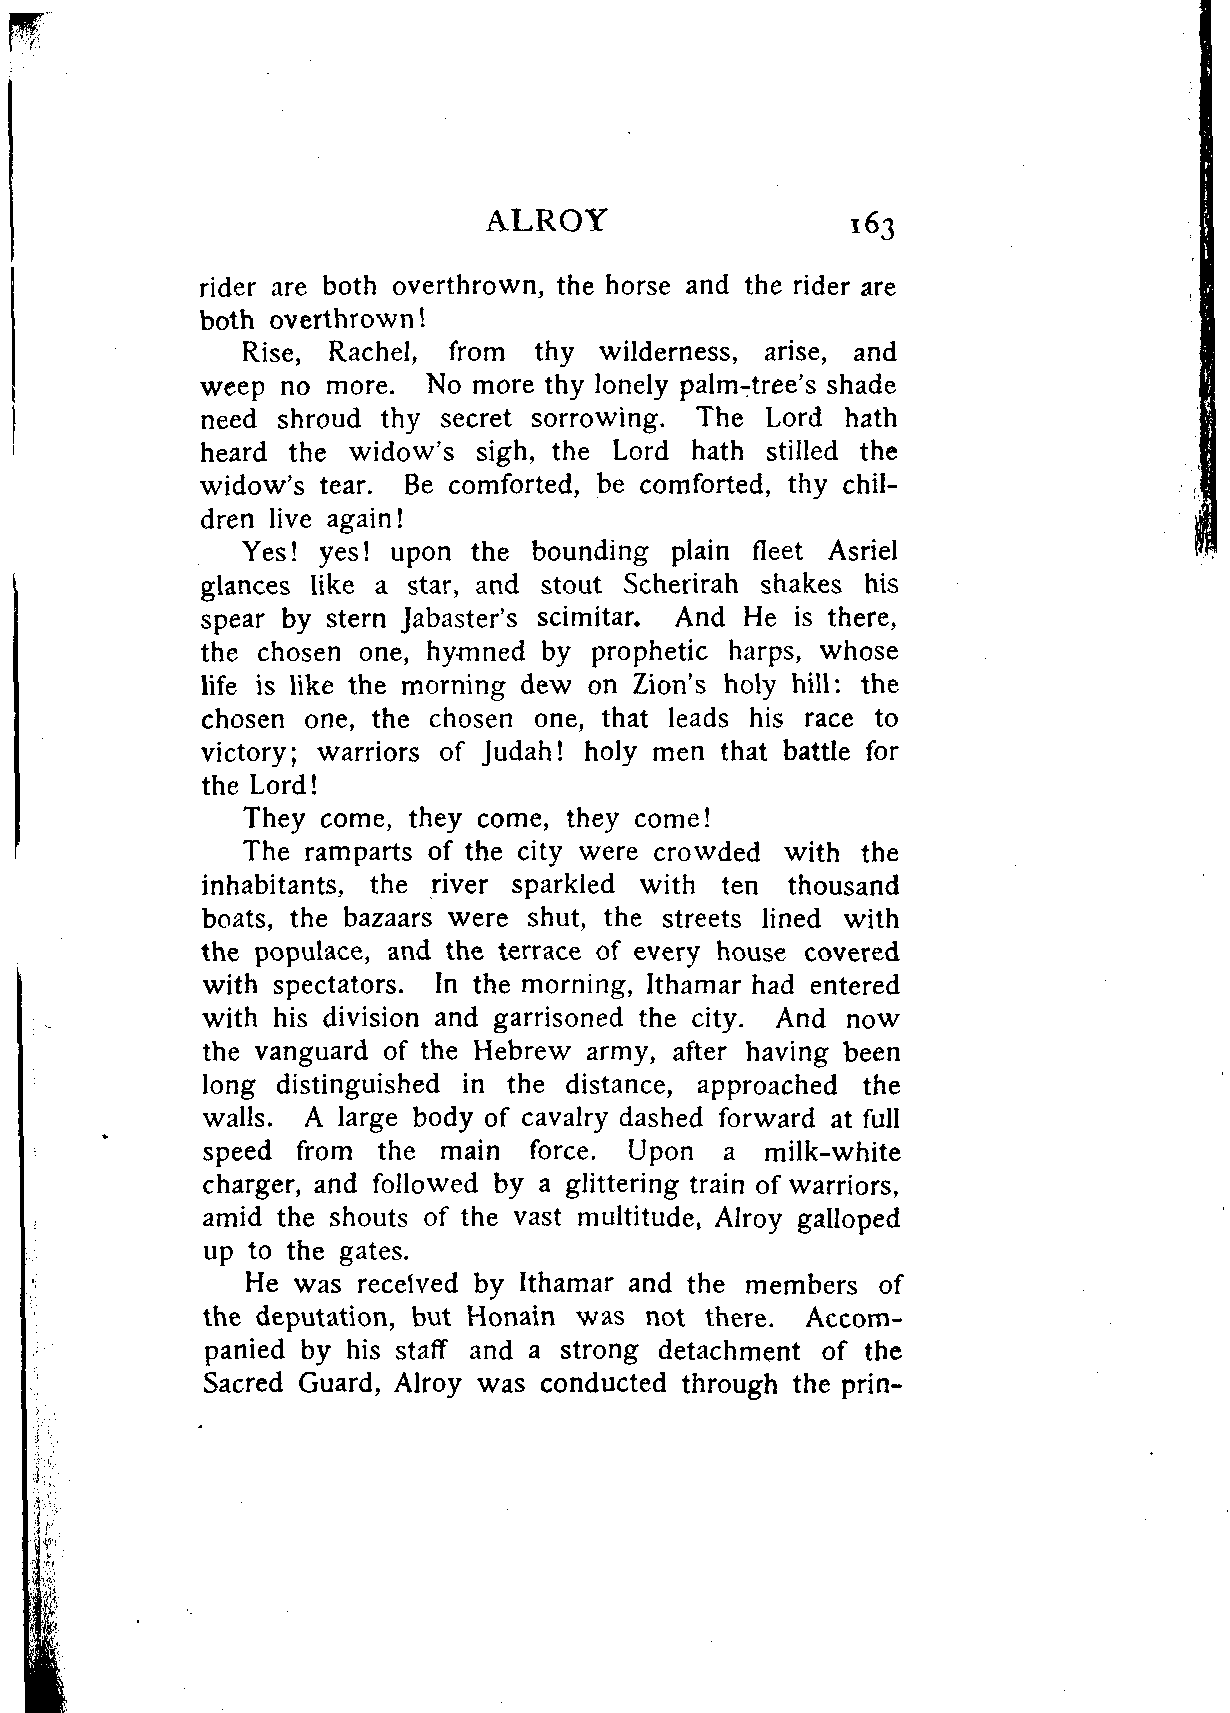 ALROY 163
rider are both overthrown, the horse and the rider are
both overthrown!
Rise, Rachel, from thy wilderness, arise, and
weep no more. No more thy lonely palm-tree's shade
need shroud thy secret sorrowing. The Lord hath
heard the widow's sigh, the Lord hath stilled the
widow's tear. Be comforted, be comforted, thy chil-
dren live again!
Yes! yes! upon the bounding plain fleet Asriel
glances like a star, and stout Scherirah shakes his
spear by stern Jabaster's scimitar. And He is there,
the chosen one, hymned by prophetic harps, whose
life is like the morning dew on Zion's holy hill: the
chosen one, the chosen one, that leads his race to
victory; warriors of Judah! holy men that battle for
the Lord!
They come, they come, they come!
The ramparts of the city were crowded with the
inhabitants, the river sparkled with ten thousand
boats, the bazaars were shut, the streets lined with
the populace, and the terrace of every house covered
with spectators. In the morning, Ithamar had entered
with his division and garrisoned the city. And now
the vanguard of the Hebrew army, after having been
long distinguished in the distance, approached the
walls. A large body of cavalry dashed forward at full
speed from the main force. Upon a milk-white
charger, and followed by a glittering train of warriors,
amid the shouts of the vast multitude, Alroy galloped
up to the gates.
He was received by Ithamar and the members of
the deputation, but Honain was not there. Accom-
panied by his staff and a strong detachment of the
Sacred Guard, Alroy was conducted through the prin-